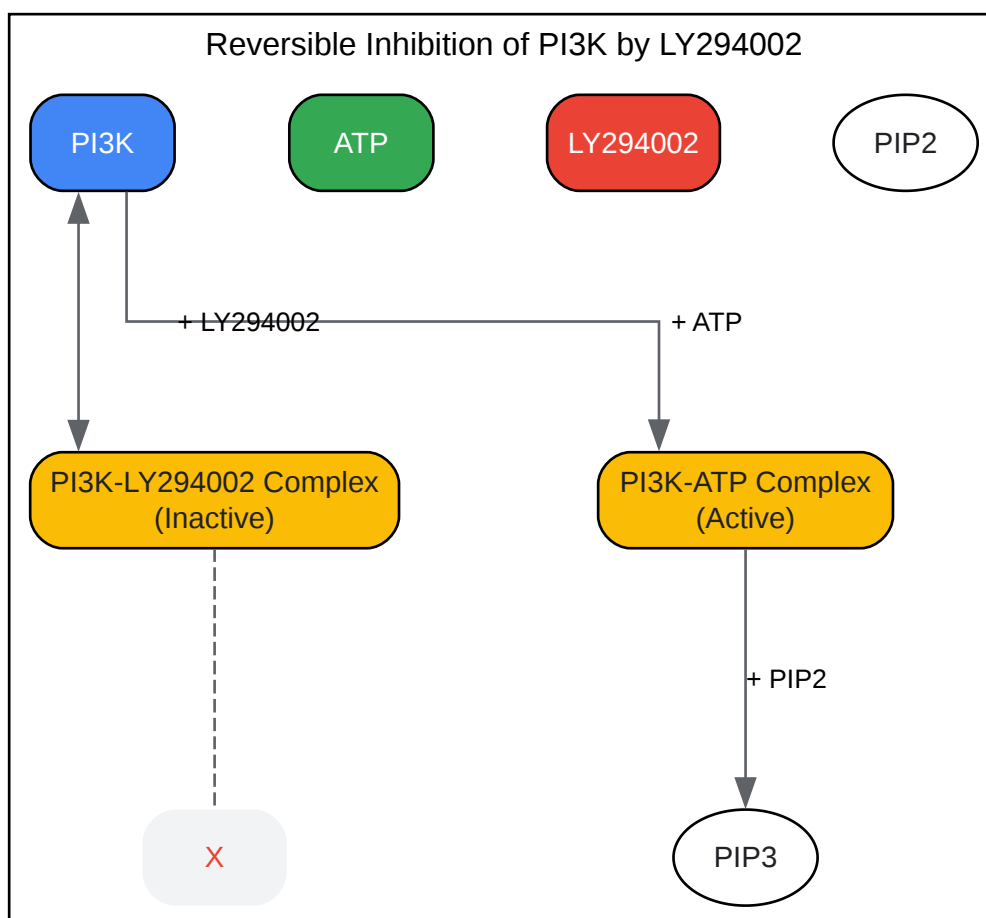 Reversible Inhibition of PI3K by LY294002
PI3K
ATP
LY294002
PIP2
+ LY294002
+ ATP
PI3K-LY294002 Complex
(Inactive)
PI3K-ATP Complex
(Active)
+ PIP2
X
PIP3